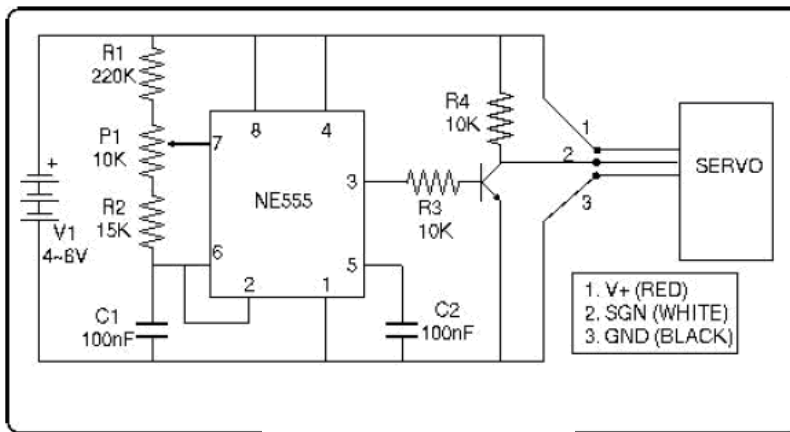 R1
220K
P1
10K
R2
15K
+
V1
4~6V
C1
100nF
7
8
4
3
NE555
6
2
1
5
C2
100nF
R3
10K
R4
10K
1
2
3
SERVO
1. V+ (RED)
2. SGN (WHITE)
3. GND (BLACK)